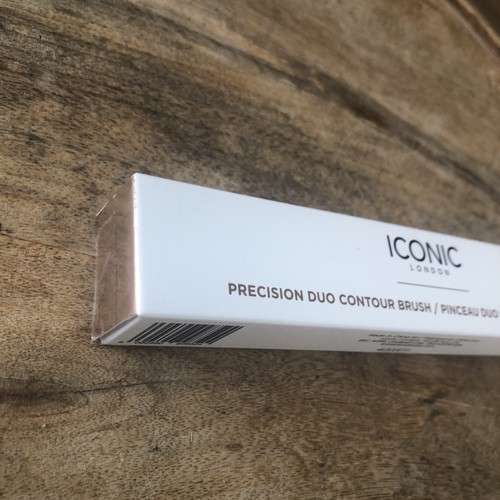 ICONIC
LONDON
PRECISION DUO CONTOUR BRUSH / PINCEAU DUO